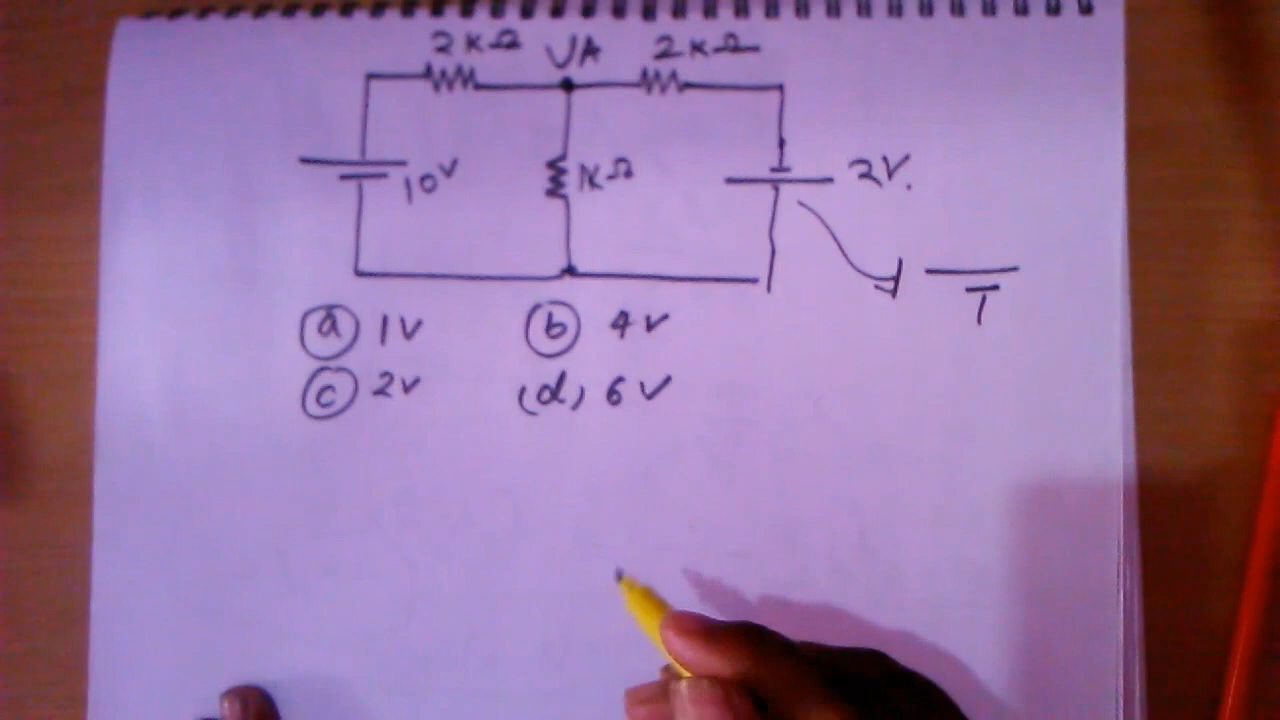 2KΩ VA 2KΩ
10V 1KΩ 2V.
(a) 1V (b) 4V
(c) 2V (d) 6V